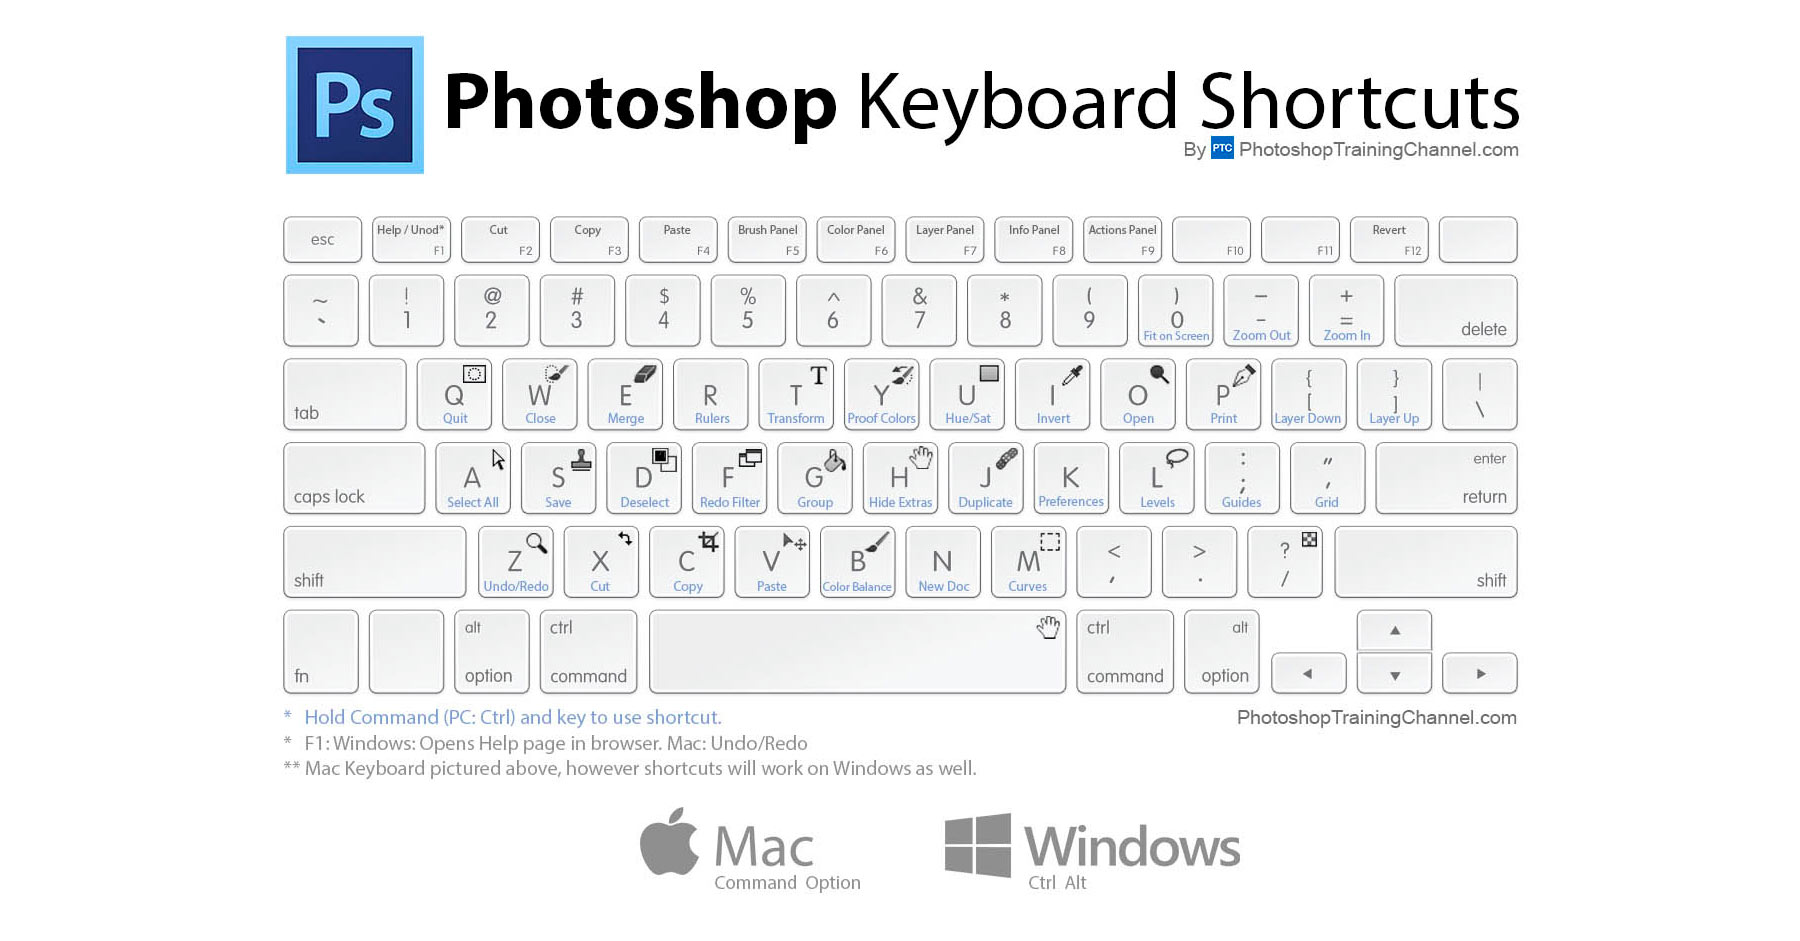 Ps
Photoshop Keyboard Shortcuts
By PTC PhotoshopTrainingChannel.com
esc
Help / Unod* F1
Cut F2
Copy F3
Paste F4
Brush Panel F5
Color Panel F6
Layer Panel F7
Info Panel F8
Actions Panel F9
F10
F11
Revert F12
~ `
! 1
@ 2
# 3
$ 4
% 5
^ 6
& 7
* 8
( 9
) 0 Fit on Screen
– - Zoom Out
+ = Zoom In
delete
tab
Q Quit
W Close
E Merge
R Rulers
T T Transform
Y Proof Colors
U Hue/Sat
I Invert
O Open
P Print
{ [ Layer Down
} ] Layer Up
| \
caps lock
A Select All
S Save
D Deselect
F Redo Filter
G Group
H Hide Extras
J Duplicate
K Preferences
L Levels
: ; Guides
" ' Grid
enter return
shift
Z Undo/Redo
X Cut
C Copy
V Paste
B Color Balance
N New Doc
M Curves
< ,
> .
? /
shift
fn
alt option
ctrl command
ctrl command
alt option
◄
▲
▼
►
* Hold Command (PC: Ctrl) and key to use shortcut.
PhotoshopTrainingChannel.com
* F1: Windows: Opens Help page in browser. Mac: Undo/Redo
** Mac Keyboard pictured above, however shortcuts will work on Windows as well.
Mac
Command Option
Windows
Ctrl Alt